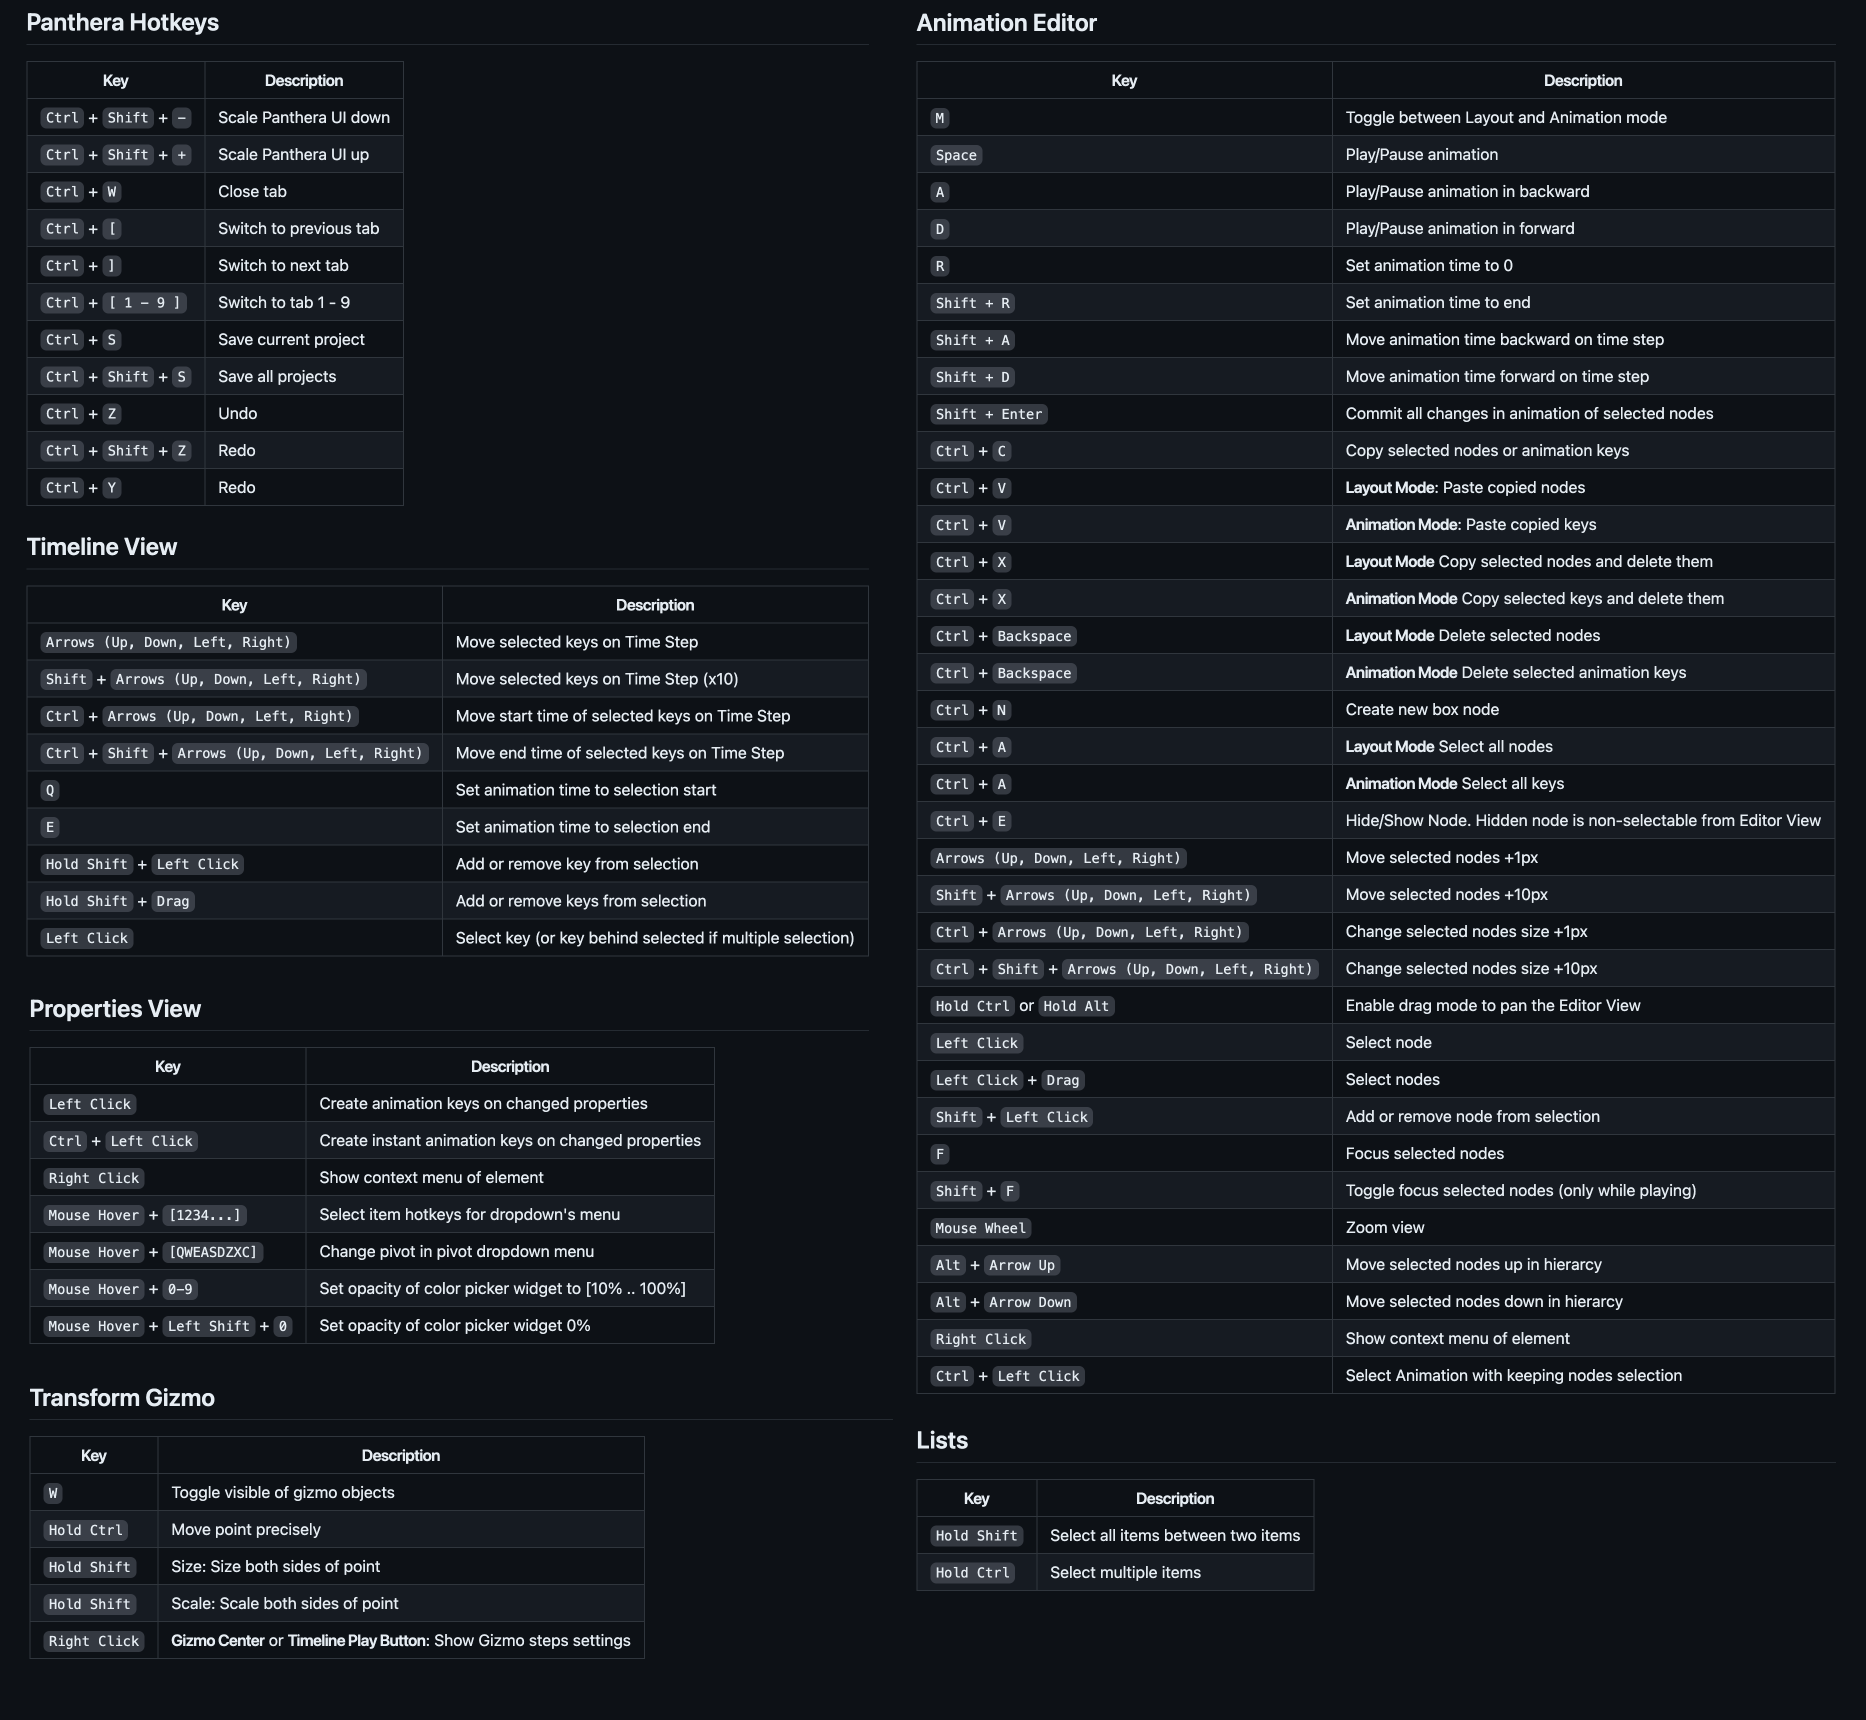 Panthera Hotkeys
Key Description
Ctrl + Shift + - Scale Panthera UI down
Ctrl + Shift + + Scale Panthera UI up
Ctrl + W Close tab
Ctrl + [ Switch to previous tab
Ctrl + ] Switch to next tab
Ctrl + [ 1 - 9 ] Switch to tab 1 - 9
Ctrl + S Save current project
Ctrl + Shift + S Save all projects
Ctrl + Z Undo
Ctrl + Shift + Z Redo
Ctrl + Y Redo
Timeline View
Key Description
Arrows (Up, Down, Left, Right) Move selected keys on Time Step
Shift + Arrows (Up, Down, Left, Right) Move selected keys on Time Step (x10)
Ctrl + Arrows (Up, Down, Left, Right) Move start time of selected keys on Time Step
Ctrl + Shift + Arrows (Up, Down, Left, Right) Move end time of selected keys on Time Step
Q Set animation time to selection start
E Set animation time to selection end
Hold Shift + Left Click Add or remove key from selection
Hold Shift + Drag Add or remove keys from selection
Left Click Select key (or key behind selected if multiple selection)
Properties View
Key Description
Left Click Create animation keys on changed properties
Ctrl + Left Click Create instant animation keys on changed properties
Right Click Show context menu of element
Mouse Hover + [1234...] Select item hotkeys for dropdown's menu
Mouse Hover + [QWEASDZXC] Change pivot in pivot dropdown menu
Mouse Hover + 0-9 Set opacity of color picker widget to [10% .. 100%]
Mouse Hover + Left Shift + 0 Set opacity of color picker widget 0%
Transform Gizmo
Key Description
W Toggle visible of gizmo objects
Hold Ctrl Move point precisely
Hold Shift Size: Size both sides of point
Hold Shift Scale: Scale both sides of point
Right Click Gizmo Center or Timeline Play Button: Show Gizmo steps settings
Animation Editor
Key Description
M Toggle between Layout and Animation mode
Space Play/Pause animation
A Play/Pause animation in backward
D Play/Pause animation in forward
R Set animation time to 0
Shift + R Set animation time to end
Shift + A Move animation time backward on time step
Shift + D Move animation time forward on time step
Shift + Enter Commit all changes in animation of selected nodes
Ctrl + C Copy selected nodes or animation keys
Ctrl + V Layout Mode: Paste copied nodes
Ctrl + V Animation Mode: Paste copied keys
Ctrl + X Layout Mode Copy selected nodes and delete them
Ctrl + X Animation Mode Copy selected keys and delete them
Ctrl + Backspace Layout Mode Delete selected nodes
Ctrl + Backspace Animation Mode Delete selected animation keys
Ctrl + N Create new box node
Ctrl + A Layout Mode Select all nodes
Ctrl + A Animation Mode Select all keys
Ctrl + E Hide/Show Node. Hidden node is non-selectable from Editor View
Arrows (Up, Down, Left, Right) Move selected nodes +1px
Shift + Arrows (Up, Down, Left, Right) Move selected nodes +10px
Ctrl + Arrows (Up, Down, Left, Right) Change selected nodes size +1px
Ctrl + Shift + Arrows (Up, Down, Left, Right) Change selected nodes size +10px
Hold Ctrl or Hold Alt Enable drag mode to pan the Editor View
Left Click Select node
Left Click + Drag Select nodes
Shift + Left Click Add or remove node from selection
F Focus selected nodes
Shift + F Toggle focus selected nodes (only while playing)
Mouse Wheel Zoom view
Alt + Arrow Up Move selected nodes up in hierarcy
Alt + Arrow Down Move selected nodes down in hierarcy
Right Click Show context menu of element
Ctrl + Left Click Select Animation with keeping nodes selection
Lists
Key Description
Hold Shift Select all items between two items
Hold Ctrl Select multiple items